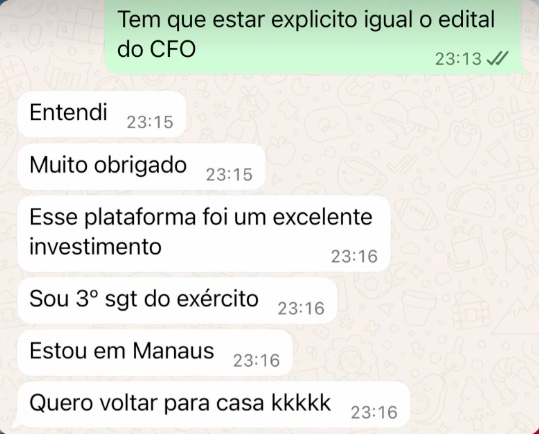 Tem que estar explicito igual o edital
do CFO
23:13
Entendi 23:15
Muito obrigado 23:15
Esse plataforma foi um excelente
investimento
23:16
Sou 3º sgt do exército 23:16
Estou em Manaus 23:16
Quero voltar para casa kkkkk 23:16